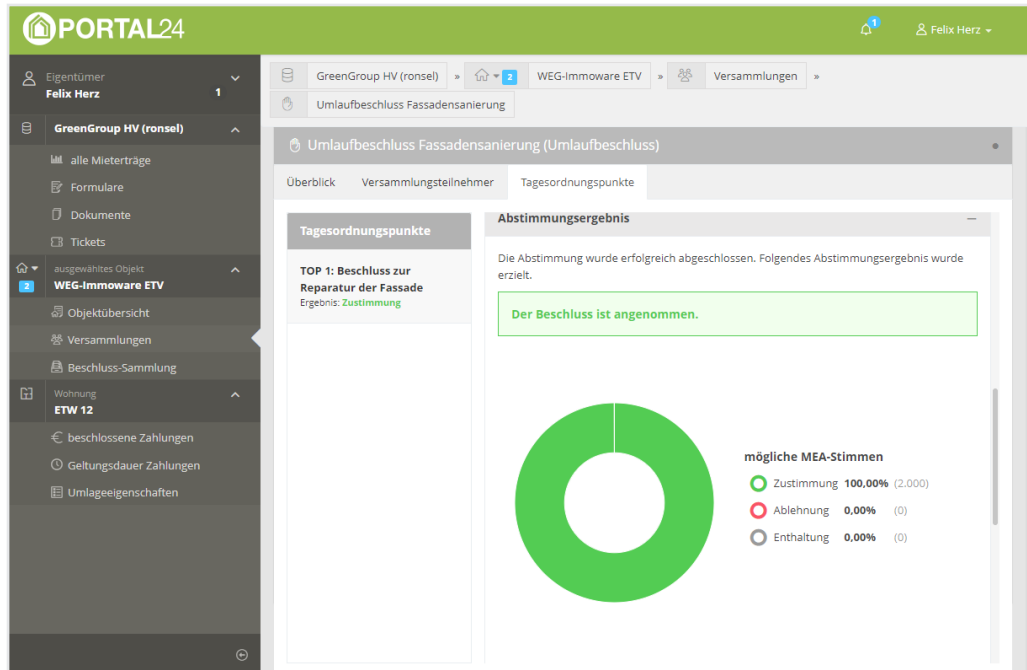 PORTAL24
1
Felix Herz
Eigentümer
Felix Herz
1
GreenGroup HV (ronsel)
alle Mieterträge
Formulare
Dokumente
Tickets
ausgewähltes Objekt
2
WEG-Immoware ETV
Objektübersicht
Versammlungen
Beschluss-Sammlung
Wohnung
ETW 12
beschlossene Zahlungen
Geltungsdauer Zahlungen
Umlageeigenschaften
GreenGroup HV (ronsel) » 2 WEG-Immoware ETV » Versammlungen »
Umlaufbeschluss Fassadensanierung
Umlaufbeschluss Fassadensanierung (Umlaufbeschluss)
Überblick Versammlungsteilnehmer Tagesordnungspunkte
Tagesordnungspunkte
TOP 1: Beschluss zur
Reparatur der Fassade
Ergebnis: Zustimmung
Abstimmungsergebnis
Die Abstimmung wurde erfolgreich abgeschlossen. Folgendes Abstimmungsergebnis wurde
erzielt.
Der Beschluss ist angenommen.
mögliche MEA-Stimmen
Zustimmung 100,00% (2.000)
Ablehnung 0,00% (0)
Enthaltung 0,00% (0)